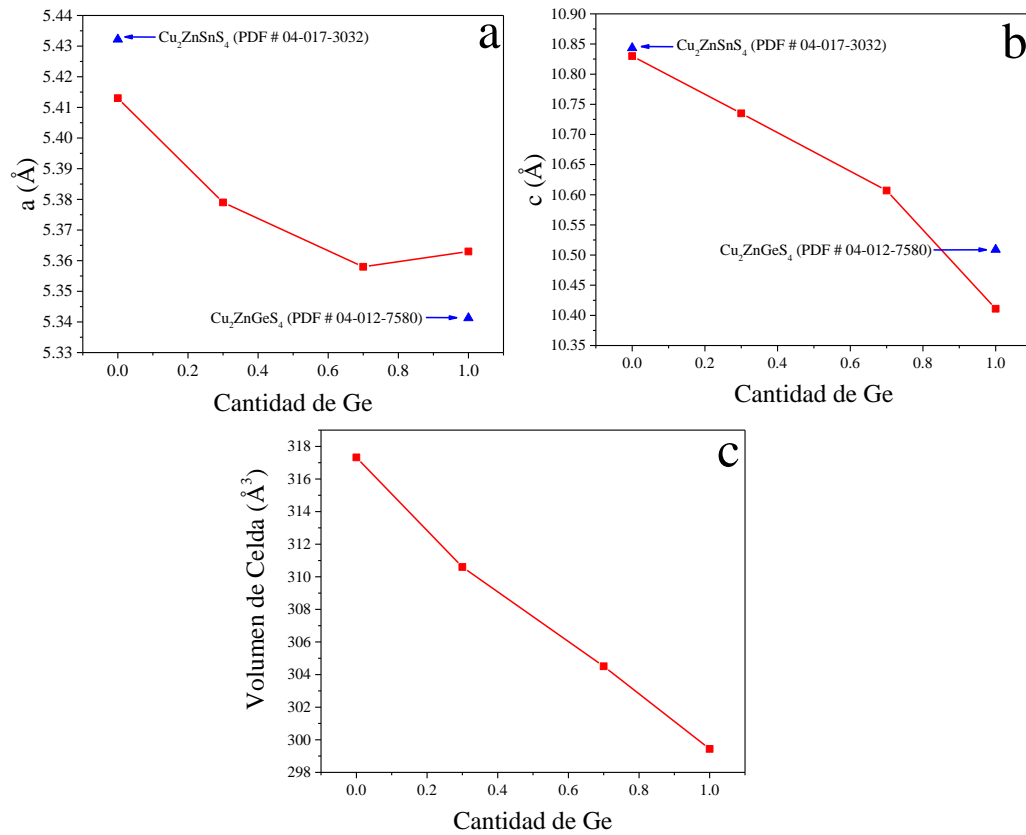 a
5.44
5.43
5.42
5.41
5.40
5.39
5.38
5.37
5.36
5.35
5.34
5.33
a (Å)
Cu₂ZnSnS₄ (PDF # 04-017-3032)
Cu₂ZnGeS₄ (PDF # 04-012-7580)
0.0 0.2 0.4 0.6 0.8 1.0
Cantidad de Ge
b
10.90
10.85
10.80
10.75
10.70
10.65
10.60
10.55
10.50
10.45
10.40
10.35
c (Å)
Cu₂ZnSnS₄ (PDF # 04-017-3032)
Cu₂ZnGeS₄ (PDF # 04-012-7580)
0.0 0.2 0.4 0.6 0.8 1.0
Cantidad de Ge
c
318
316
314
312
310
308
306
304
302
300
298
Volumen de Celda (Å³)
0.0 0.2 0.4 0.6 0.8 1.0
Cantidad de Ge